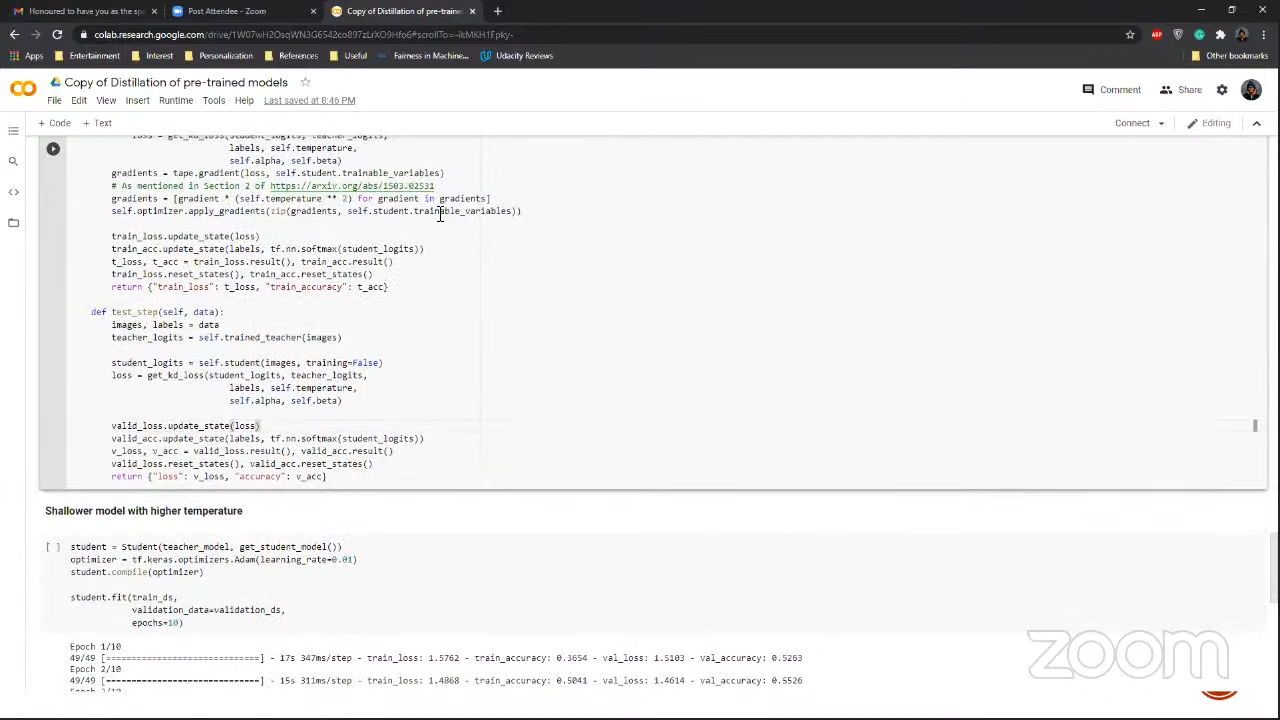 Honoured to have you as the spe
Post Attendee - Zoom
Copy of Distillation of pre-trained
colab.research.google.com/drive/
Apps Entertainment Interest Personalization References Useful Fairness in Machine... Udacity Other bookmarks
ABP
Copy of Distillation of pre-trained models
Comment Share
File Edit View Insert Runtime Tools Help Last saved at 8:46 PM
+ Code + Text Connect Editing
loss = get_kd_loss(student_logits, teacher_logits,
labels, self.temperature,
self.alpha, self.beta)
gradients = tape.gradient(loss, self.student.trainable_variables)
# As mentioned in Section 2 of https://arxiv.org/abs/1503.02531
gradients = [gradient * (self.temperature ** 2) for gradient in gradients]
self.optimizer.apply_gradients(zip(gradients, self.student.trainable_variables))
train_loss.update_state(loss)
train_acc.update_state(labels, tf.nn.softmax(student_logits))
t_loss, t_acc = train_loss.result(), train_acc.result()
train_loss.reset_states(), train_acc.reset_states()
return {"train_loss": t_loss, "train_accuracy": t_acc}
def test_step(self, data):
images, labels = data
teacher_logits = self.trained_teacher(images)
student_logits = self.student(images, training=False)
loss = get_kd_loss(student_logits, teacher_logits,
labels, self.temperature,
self.alpha, self.beta)
valid_loss.update_state(loss)
valid_acc.update_state(labels, tf.nn.softmax(student_logits))
v_loss, v_acc = valid_loss.result(), valid_acc.result()
valid_loss.reset_states(), valid_acc.reset_states()
return {"loss": v_loss, "accuracy": v_acc}
Shallower model with higher temperature
[ ] student = Student(teacher_model, get_student_model())
optimizer = tf.keras.optimizers.Adam(learning_rate=0.01)
student.compile(optimizer)
student.fit(train_ds,
validation_data=validation_ds,
epochs=10)
Epoch 1/10
49/49 [==============================] - 17s 347ms/step - train_loss: 1.5762 - train_accuracy: 0.3654 - val_loss: 1.5103 - val_accuracy: 0.5263
Epoch 2/10
49/49 [==============================] - 15s 311ms/step - train_loss: 1.4868 - train_accuracy: 0.5041 - val_loss: 1.4614 - val_accuracy: 0.5526
zoom